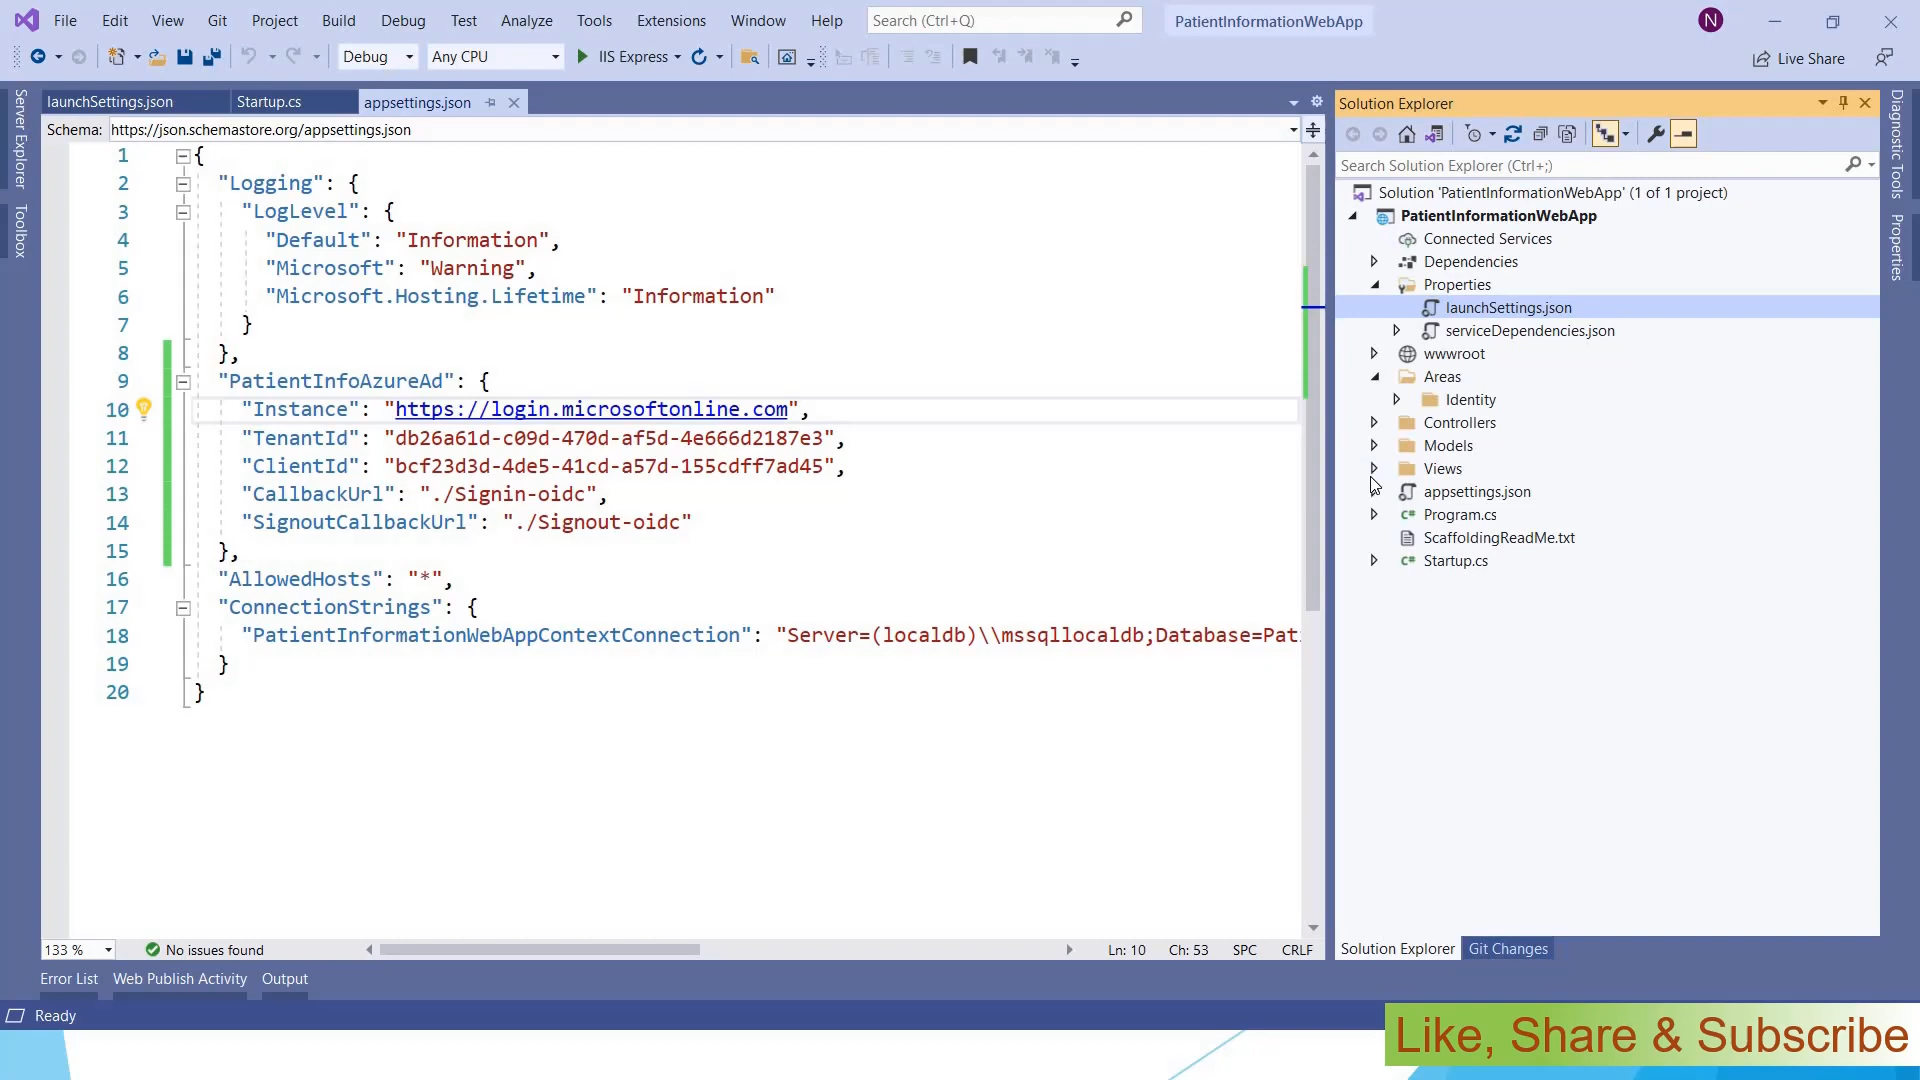 File Edit View Git Project Build Debug Test Analyze Tools Extensions Window Help Search (Ctrl+Q) PatientInformationWebApp N
Debug Any CPU IIS Express Live Share
Server Explorer
Toolbox
launchSettings.json Startup.cs appsettings.json
Schema: https://json.schemastore.org/appsettings.json
1 {
2 "Logging": {
3 "LogLevel": {
4 "Default": "Information",
5 "Microsoft": "Warning",
6 "Microsoft.Hosting.Lifetime": "Information"
7 }
8 },
9 "PatientInfoAzureAd": {
10 "Instance": "https://login.microsoftonline.com",
11 "TenantId": "db26a61d-c09d-470d-af5d-4e666d2187e3",
12 "ClientId": "bcf23d3d-4de5-41cd-a57d-155cdff7ad45",
13 "CallbackUrl": "./Signin-oidc",
14 "SignoutCallbackUrl": "./Signout-oidc"
15 },
16 "AllowedHosts": "*",
17 "ConnectionStrings": {
18 "PatientInformationWebAppContextConnection": "Server=(localdb)\\mssqllocaldb;Database=Pat
19 }
20 }
133 % No issues found Ln: 10 Ch: 53 SPC CRLF
Solution Explorer
Search Solution Explorer (Ctrl+;)
Solution 'PatientInformationWebApp' (1 of 1 project)
PatientInformationWebApp
Connected Services
Dependencies
Properties
launchSettings.json
serviceDependencies.json
wwwroot
Areas
Identity
Controllers
Models
Views
appsettings.json
C# Program.cs
ScaffoldingReadMe.txt
C# Startup.cs
Solution Explorer Git Changes
Diagnostic Tools
Properties
Error List Web Publish Activity Output
Ready
Like, Share & Subscribe